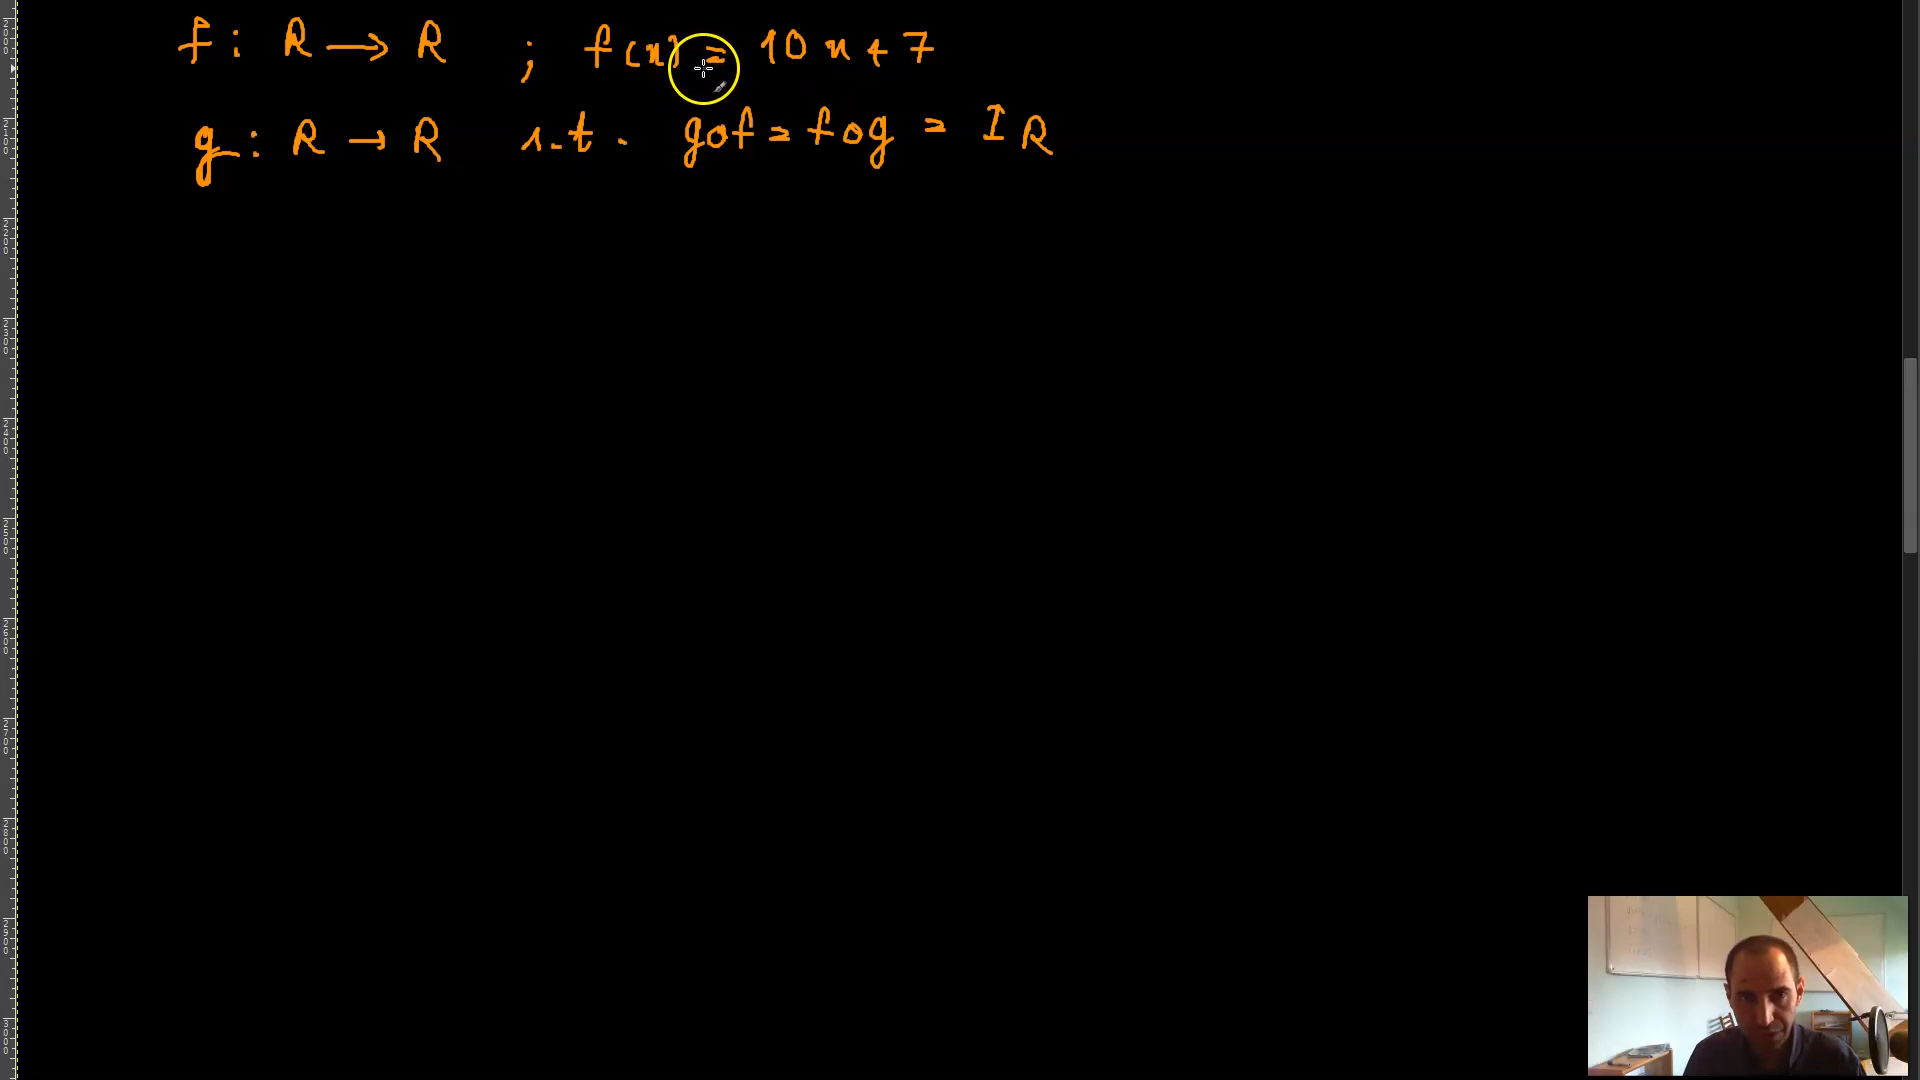 f : R → R ; f(x) = 10x + 7
g : R → R s.t. gof = fog = I R